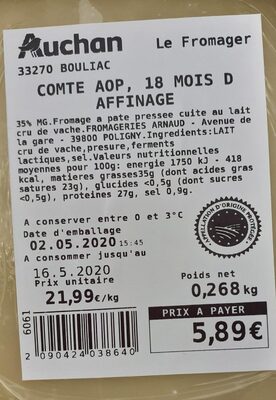 Auchan
Le Fromager
33270 BOULIAC
COMTE AOP, 18 MOIS D
AFFINAGE
35% MG.Fromage a pate pressee cuite au lait
cru de vache.FROMAGERIES ARNAUD - Avenue de
la gare - 39800 POLIGNY.Ingredients:LAIT
cru de vache,presure,ferments
lactiques,sel.Valeurs nutritionnelles
moyennes pour 100g: energie 1750 kJ - 418
kcal, matieres grasses35g (dont acides gras
satures 23g), glucides <0,5g (dont sucres
<0,5g), proteines 27g, sel 0,9g.
A conserver entre 0 et 3°C
Date d'emballage
02.05.2020 15:45
A consommer jusqu'au
16.5.2020
APPELLATION D'ORIGINE PROTÉGÉE
Prix unitaire
Poids net
21,99€/kg
0,268kg
PRIX A PAYER
5,89€
6061
2 090424 038640